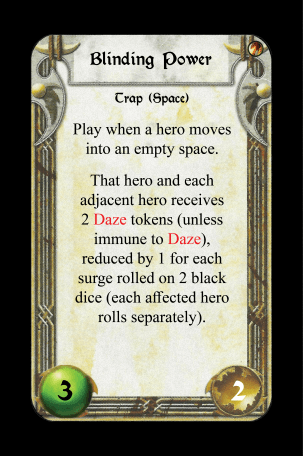 Blinding Power
Trap (Space)
Play when a hero moves
into an empty space.
That hero and each
adjacent hero receives
2 Daze tokens (unless
immune to Daze),
reduced by 1 for each
surge rolled on 2 black
dice (each affected hero
rolls separately).
3
2